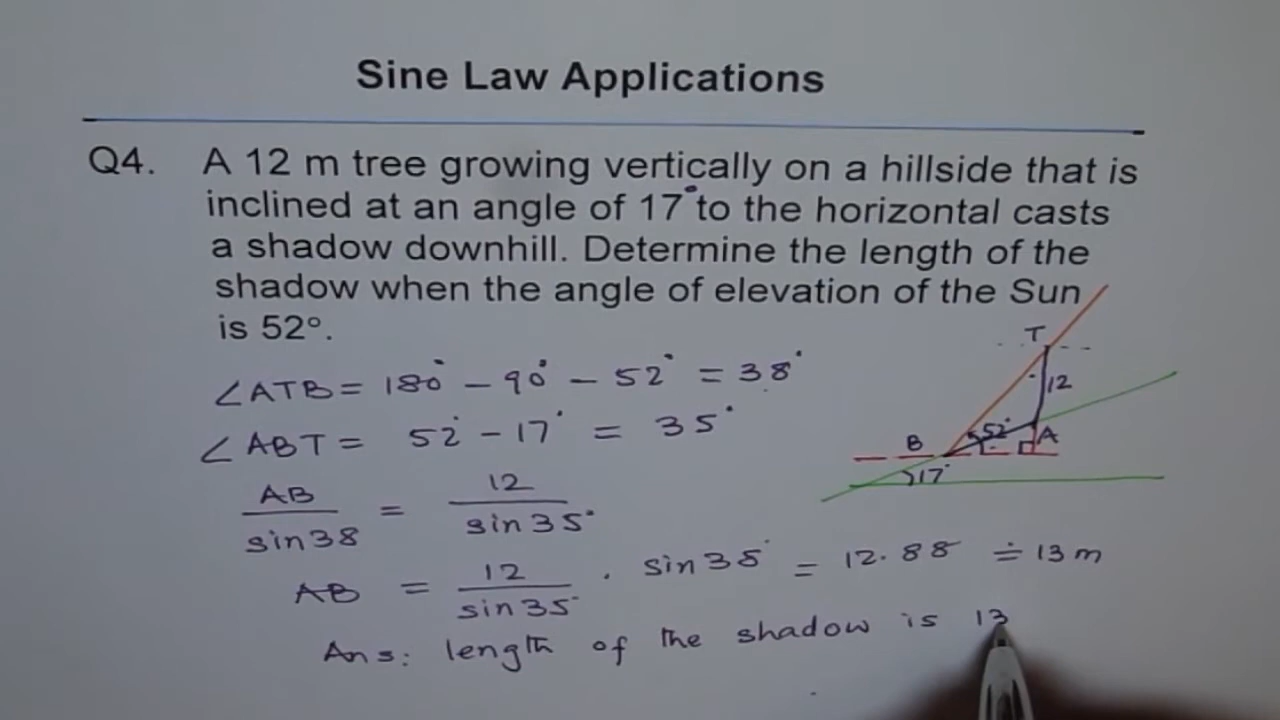 Sine Law Applications
Q4. A 12 m tree growing vertically on a hillside that is
inclined at an angle of 17° to the horizontal casts
a shadow downhill. Determine the length of the
shadow when the angle of elevation of the Sun
is 52°.
∠ATB = 180° - 90° - 52° = 38°
∠ABT = 52° - 17° = 35°
AB/sin38 = 12/sin35°
AB = 12/sin35° · sin38° = 12.88 ≐ 13 m
Ans: length of the shadow is 13
T
12
B
52°
A
17°